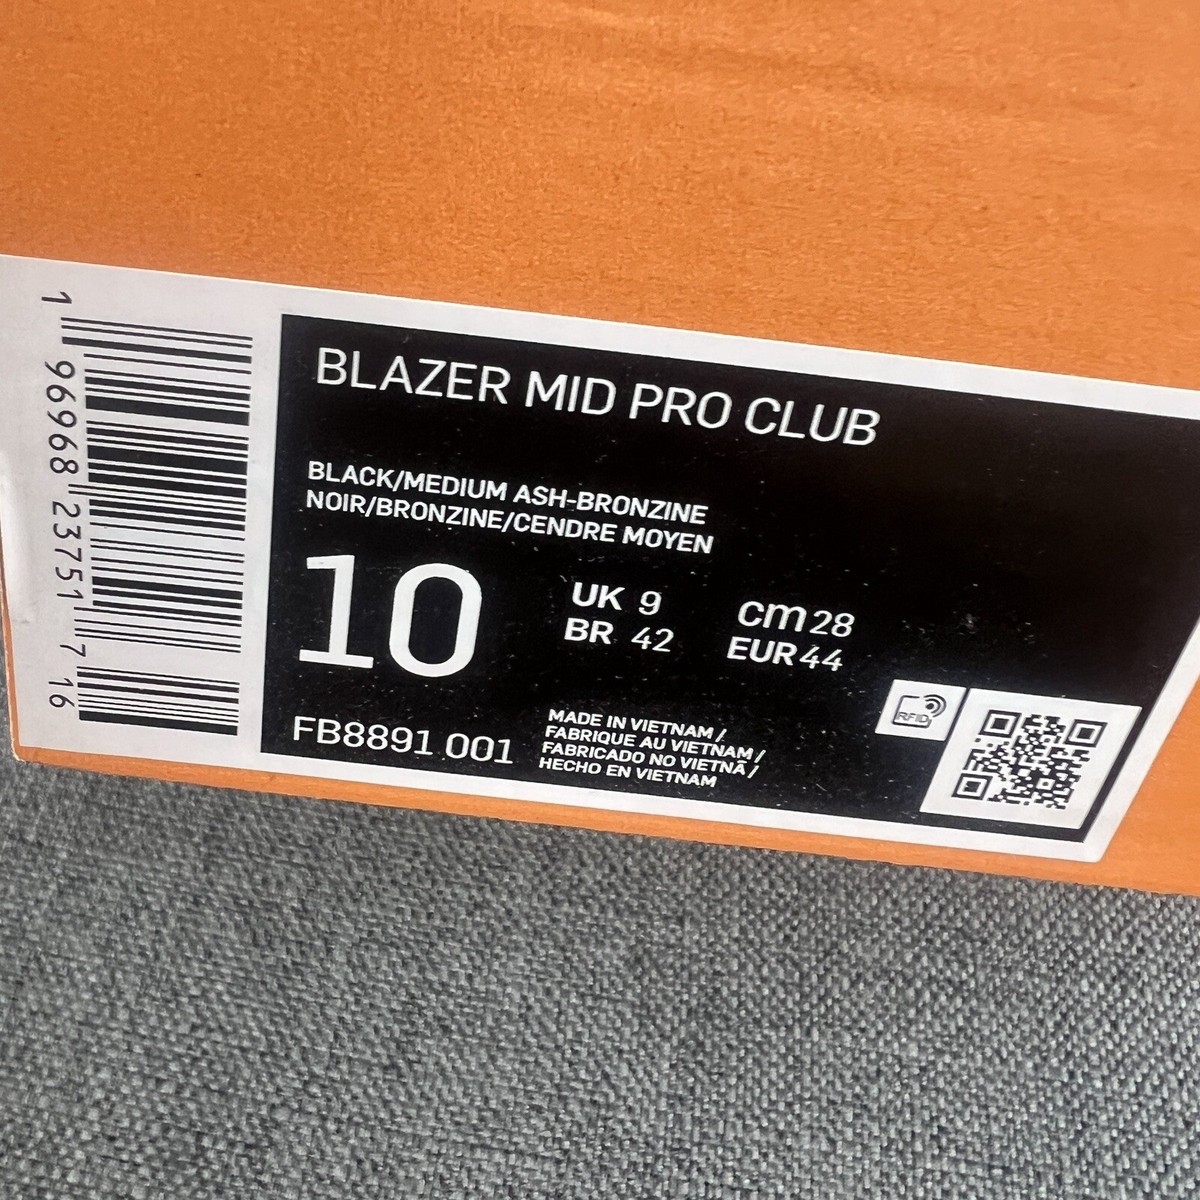 1 96968 23751 7 16
BLAZER MID PRO CLUB
BLACK/MEDIUM ASH-BRONZINE
NOIR/BRONZINE/CENDRE MOYEN
10
UK 9
cm 28
BR 42
EUR 44
FB8891 001
MADE IN VIETNAM /
FABRIQUE AU VIETNAM /
FABRICADO NO VIETNÃ /
HECHO EN VIETNAM
RFID